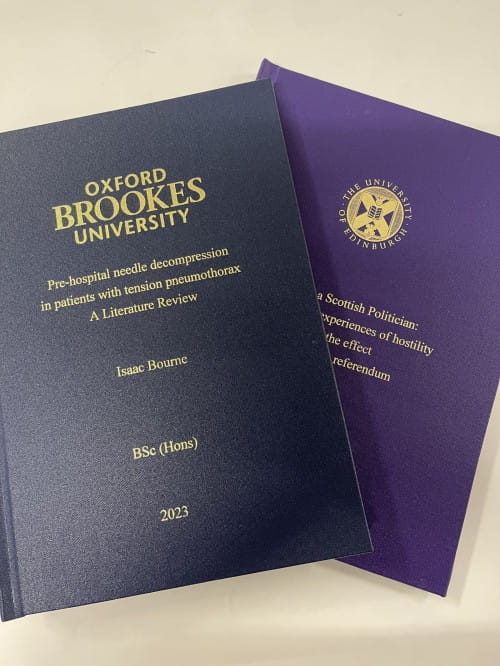 OXFORD
BROOKES
UNIVERSITY
Pre-hospital needle decompression
in patients with tension pneumothorax
A Literature Review
Isaac Bourne
BSc (Hons)
2023
THE UNIVERSITY
OF EDINBURGH
a Scottish Politician:
experiences of hostility
the effect
referendum